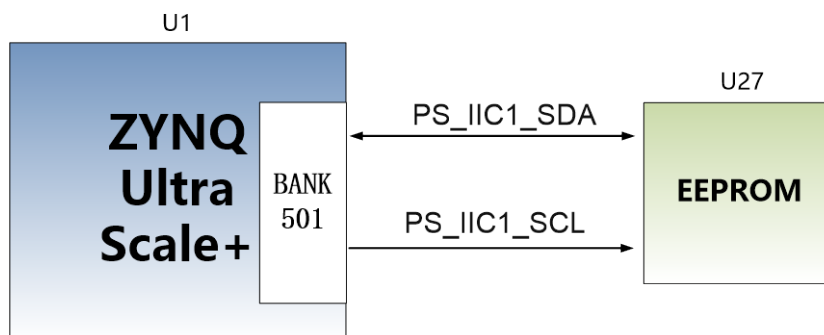 U1
U27
ZYNQ
Ultra
Scale+
BANK
501
PS_IIC1_SDA
PS_IIC1_SCL
EEPROM